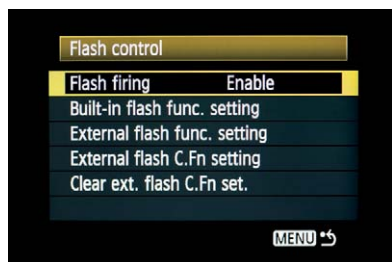 Flash control
Flash firing Enable
Built-in flash func. setting
External flash func. setting
External flash C.Fn setting
Clear ext. flash C.Fn set.
MENU